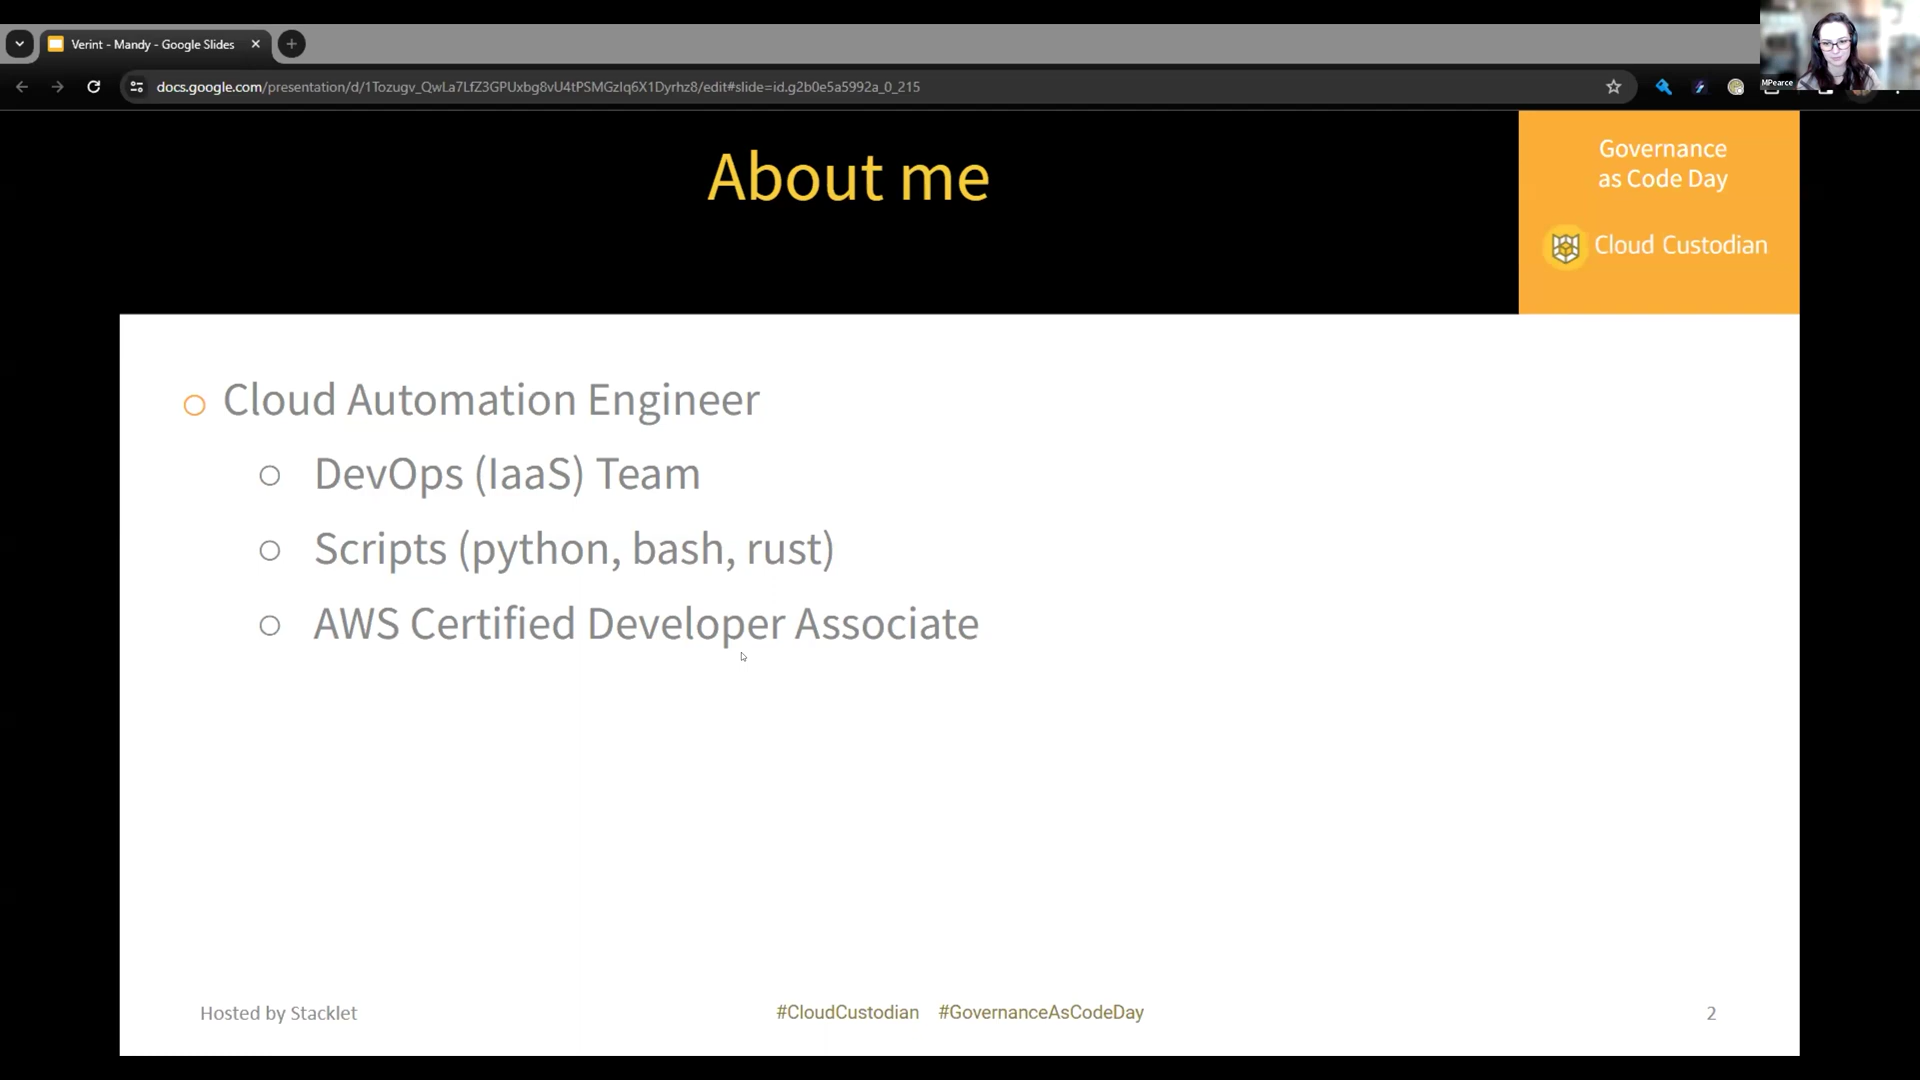 Verint - Mandy - Google Slides
docs.google.com/presentation/d/1Tozugv_QwLa7LfZ3GPUxbg8vU4tPSMGzIq6X1Dyrhz8/edit#slide=id.g2b0e5a5992a_0_215
MPearce
About me
Governance
as Code Day
Cloud Custodian
Cloud Automation Engineer
DevOps (IaaS) Team
Scripts (python, bash, rust)
AWS Certified Developer Associate
Hosted by Stacklet
#CloudCustodian #GovernanceAsCodeDay
2